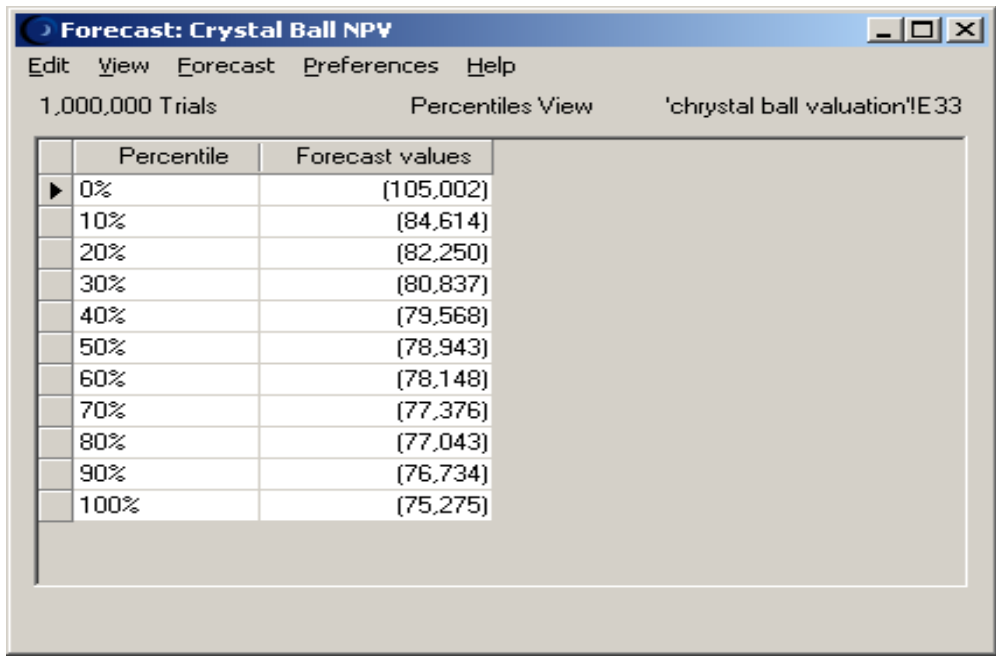 Forecast: Crystal Ball NPV
Edit View Forecast Preferences Help
1,000,000 Trials Percentiles View 'chrystal ball valuation'!E33
Percentile Forecast values
0% (105,002)
10% (84,614)
20% (82,250)
30% (80,837)
40% (79,568)
50% (78,943)
60% (78,148)
70% (77,376)
80% (77,043)
90% (76,734)
100% (75,275)